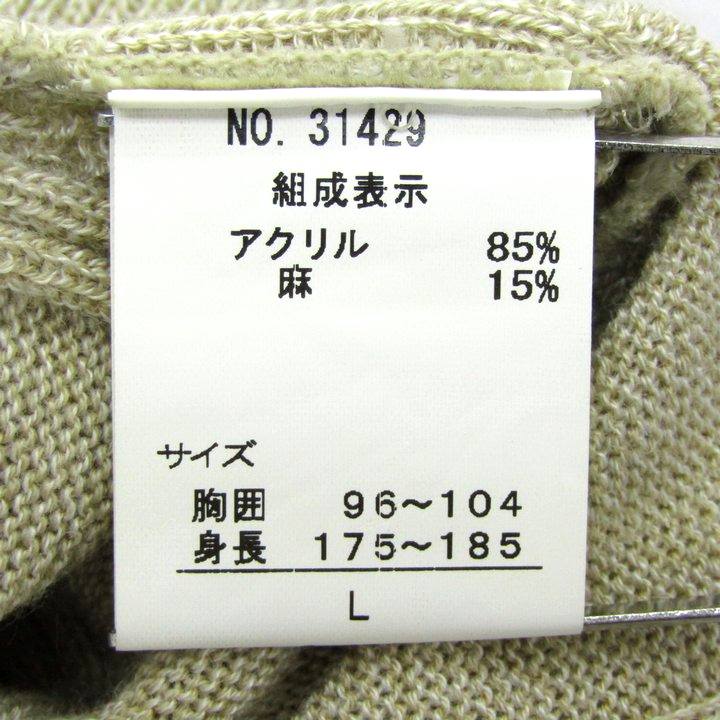 NO. 31429
組成表示
アクリル 85%
麻 15%
サイズ
胸囲 96～104
身長 175～185
L